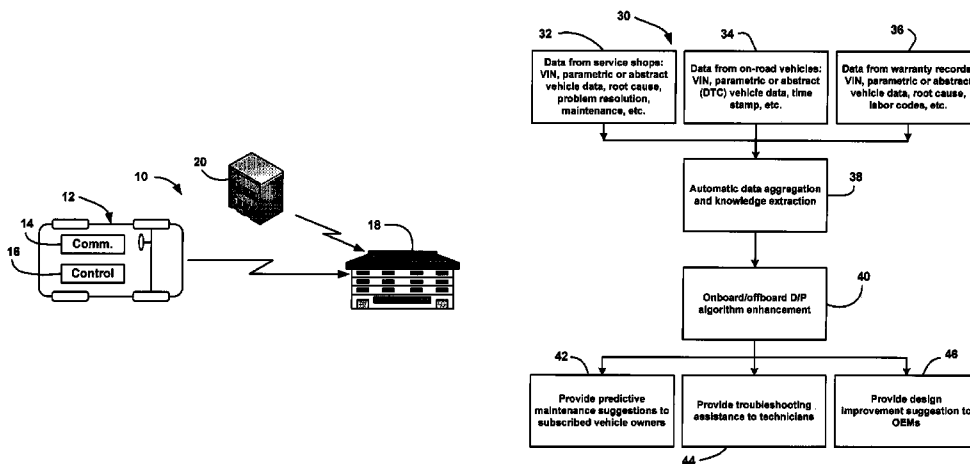 10
12
14
16
20
18
Comm.
Control
30
32
34
36
Data from service shops:
VIN, parametric or abstract
vehicle data, root cause,
problem resolution,
maintenance, etc.
Data from on-road vehicles:
VIN, parametric or abstract
(DTC) vehicle data, time
stamp, etc.
Data from warranty records:
VIN, parametric or abstract
vehicle data, root cause,
labor codes, etc.
Automatic data aggregation
and knowledge extraction
38
Onboard/offboard D/P
algorithm enhancement
40
42
46
Provide predictive
maintenance suggestions to
subscribed vehicle owners
Provide troubleshooting
assistance to technicians
Provide design
improvement suggestion to
OEMs
44